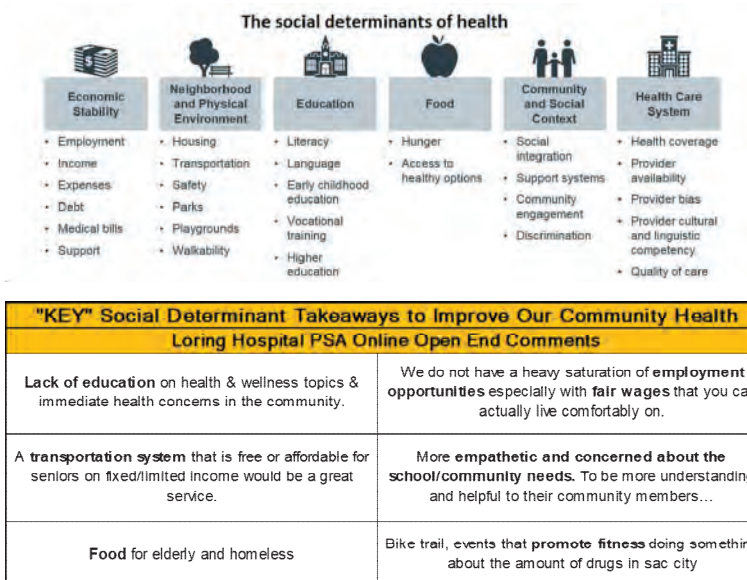 The social determinants of health
Economic
Stability
• Employment
• Income
• Expenses
• Debt
• Medical bills
• Support
Neighborhood
and Physical
Environment
• Housing
• Transportation
• Safety
• Parks
• Playgrounds
• Walkability
Education
• Literacy
• Language
• Early childhood
education
• Vocational
training
• Higher
education
Food
• Hunger
• Access to
healthy options
Community
and Social
Context
• Social
integration
• Support systems
• Community
engagement
• Discrimination
Health Care
System
• Health coverage
• Provider
availability
• Provider bias
• Provider cultural
and linguistic
competency
• Quality of care
"KEY" Social Determinant Takeaways to Improve Our Community Health
Loring Hospital PSA Online Open End Comments
Lack of education on health & wellness topics &
immediate health concerns in the community.
We do not have a heavy saturation of employment
opportunities especially with fair wages that you ca
actually live comfortably on.
A transportation system that is free or affordable for
seniors on fixed/limited income would be a great
service.
More empathetic and concerned about the
school/community needs. To be more understandin
and helpful to their community members...
Food for elderly and homeless
Bike trail, events that promote fitness doing somethin
about the amount of drugs in sac city